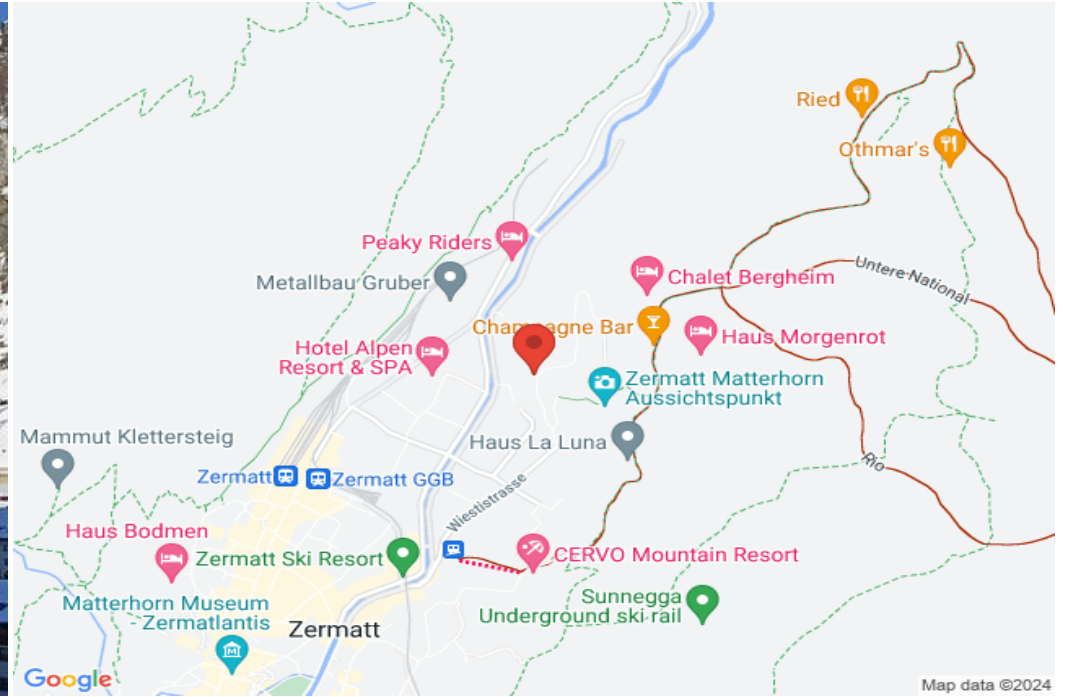 Ried
Othmar's
Peaky Riders
Metallbau Gruber
Chalet Bergheim
Untere National
Champagne Bar
Haus Morgenrot
Hotel Alpen
Resort & SPA
Zermatt Matterhorn
Aussichtspunkt
Mammut Klettersteig
Haus La Luna
Rio
Zermatt
Zermatt GGB
Wiestistrasse
Haus Bodmen
Zermatt Ski Resort
CERVO Mountain Resort
Matterhorn Museum
- Zermatlantis
Sunnegga
Underground ski rail
Zermatt
Google
Map data ©2024